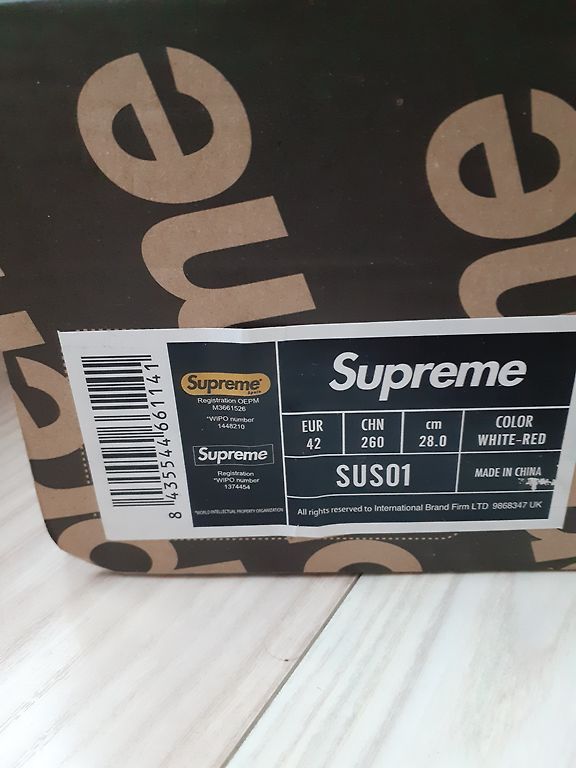 Supreme
Spain
Registration OEPM
M3661526
*WIPO number
1448210
Supreme
Registration
*WIPO number
1374454
*WORLD INTELLECTUAL PROPERTY ORGANIZATION
8 435544 661141
Supreme
EUR
42
CHN
260
cm
28.0
COLOR
WHITE-RED
SUS01
MADE IN CHINA
All rights reserved to International Brand Firm LTD 9868347 UK